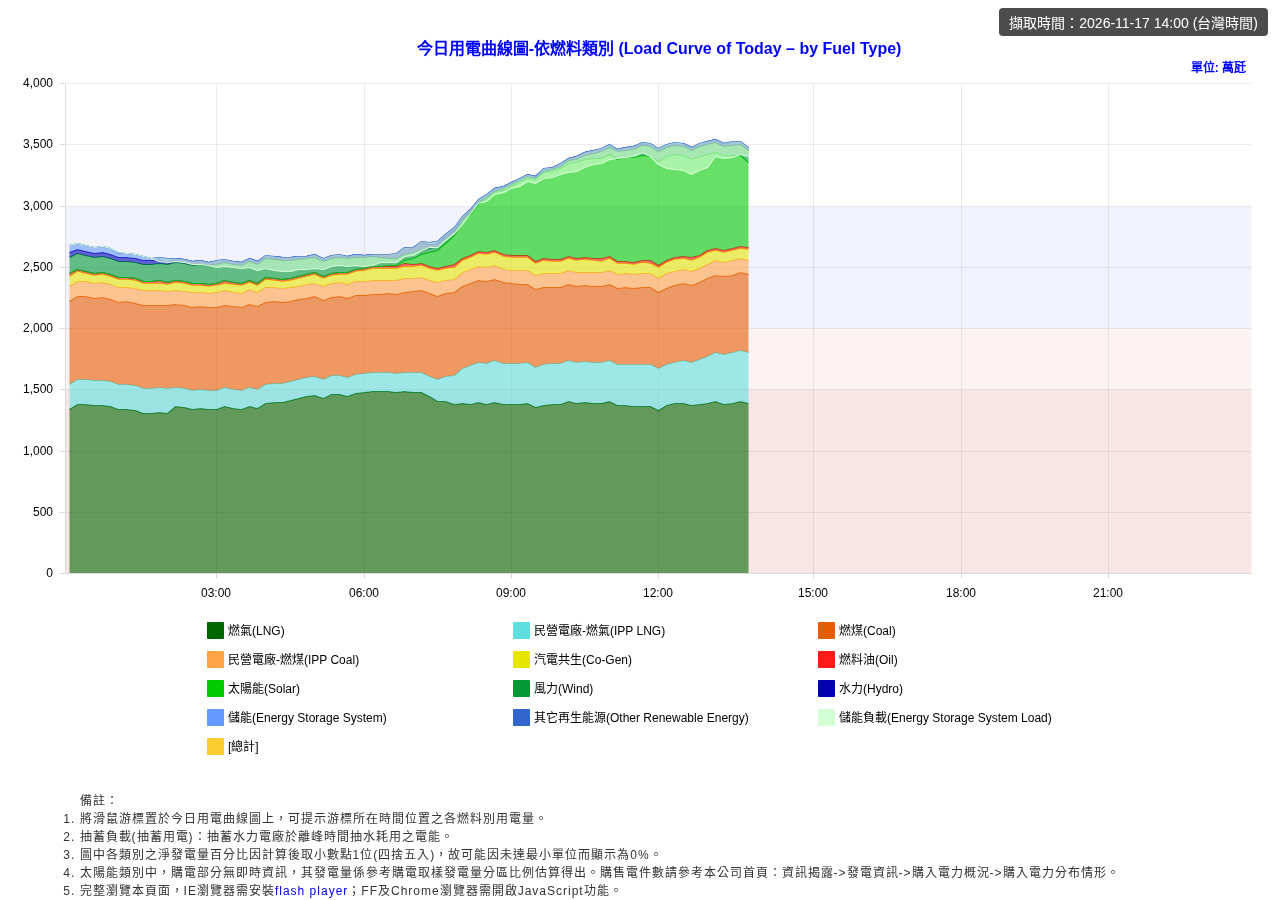 擷取時間：2026-11-17 14:00 (台灣時間)
今日用電曲線圖-依燃料類別 (Load Curve of Today – by Fuel Type)
單位: 萬瓩
4,000
3,500
3,000
2,500
2,000
1,500
1,000
500
0
03:00 06:00 09:00 12:00 15:00 18:00 21:00
燃氣(LNG) 民營電廠-燃氣(IPP LNG) 燃煤(Coal)
民營電廠-燃煤(IPP Coal) 汽電共生(Co-Gen) 燃料油(Oil)
太陽能(Solar) 風力(Wind) 水力(Hydro)
儲能(Energy Storage System) 其它再生能源(Other Renewable Energy) 儲能負載(Energy Storage System Load)
[總計]
備註：
1. 將滑鼠游標置於今日用電曲線圖上，可提示游標所在時間位置之各燃料別用電量。
2. 抽蓄負載(抽蓄用電)：抽蓄水力電廠於離峰時間抽水耗用之電能。
3. 圖中各類別之淨發電量百分比因計算後取小數點1位(四捨五入)，故可能因未達最小單位而顯示為0%。
4. 太陽能類別中，購電部分無即時資訊，其發電量係參考購電取樣發電量分區比例估算得出。購售電件數請參考本公司首頁：資訊揭露->發電資訊->購入電力概況->購入電力分布情形。
5. 完整瀏覽本頁面，IE瀏覽器需安裝flash player；FF及Chrome瀏覽器需開啟JavaScript功能。